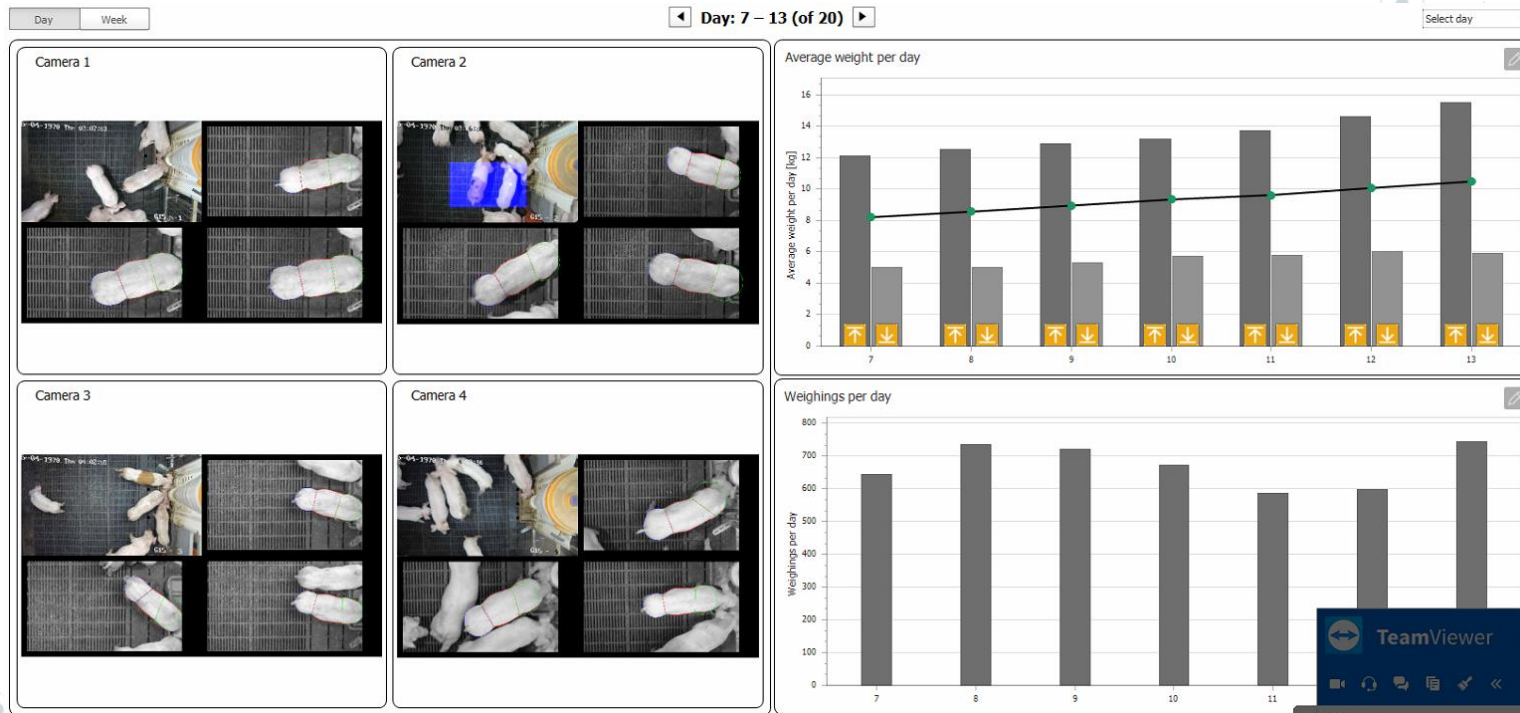 Day
Week
Day: 7 – 13 (of 20)
Select day
Camera 1
Camera 2
Camera 3
Camera 4
G15 - 1
Average weight per day
Average weight per day [kg]
16
14
12
10
8
6
4
2
0
7
8
9
10
11
12
13
Weighings per day
Weighings per day
800
700
600
500
400
300
200
100
0
7
8
9
10
11
TeamViewer